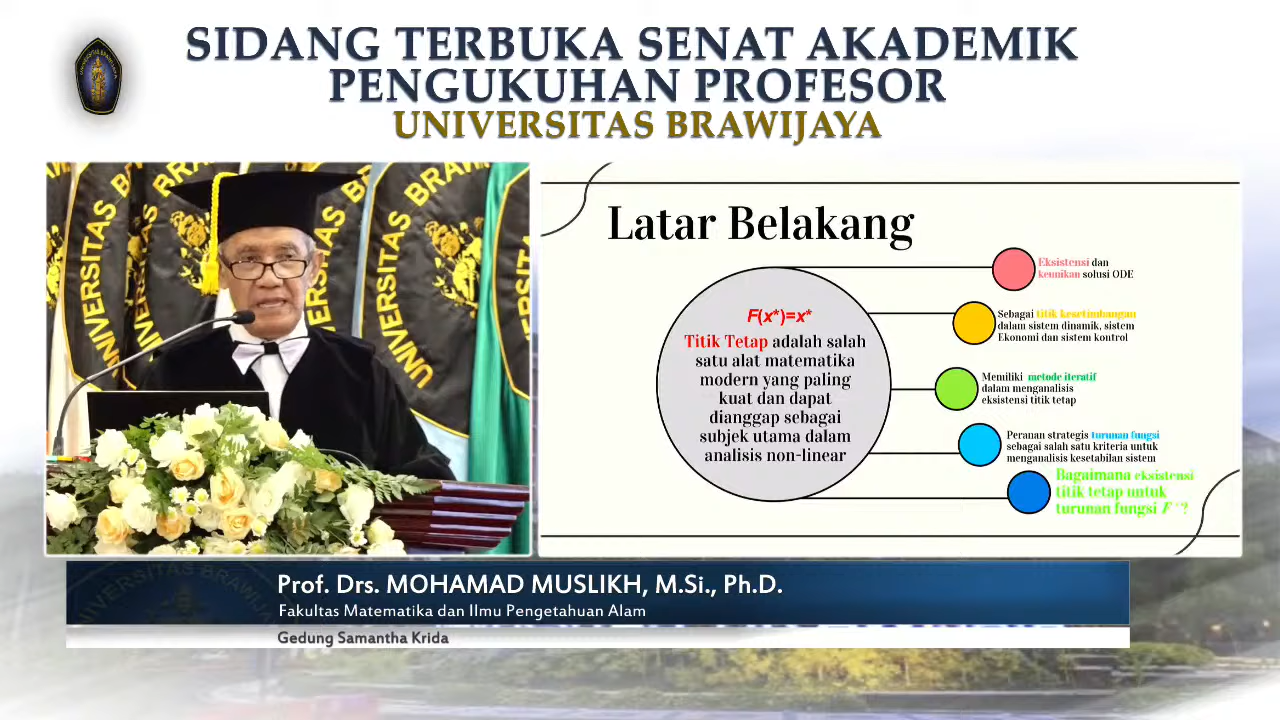 SIDANG TERBUKA SENAT AKADEMIK
PENGUKUHAN PROFESOR
UNIVERSITAS BRAWIJAYA
UNIVERSITAS BRAWIJAYA
Latar Belakang
F(x*)=x*
Titik Tetap adalah salah
satu alat matematika
modern yang paling
kuat dan dapat
dianggap sebagai
subjek utama dalam
analisis non-linear
Eksistensi dan
keunikan solusi ODE
Sebagai titik kesetimbangan
dalam sistem dinamik, sistem
Ekonomi dan sistem kontrol
Memiliki metode iteratif
dalam menganalisis
eksistensi titik tetap
Peranan strategis turunan fungsi
sebagai salah satu kriteria untuk
menganalisis kesetabilan sistem
Bagaimana eksistensi
titik tetap untuk
turunan fungsi F'?
Prof. Drs. MOHAMAD MUSLIKH, M.Si., Ph.D.
Fakultas Matematika dan Ilmu Pengetahuan Alam
Gedung Samantha Krida